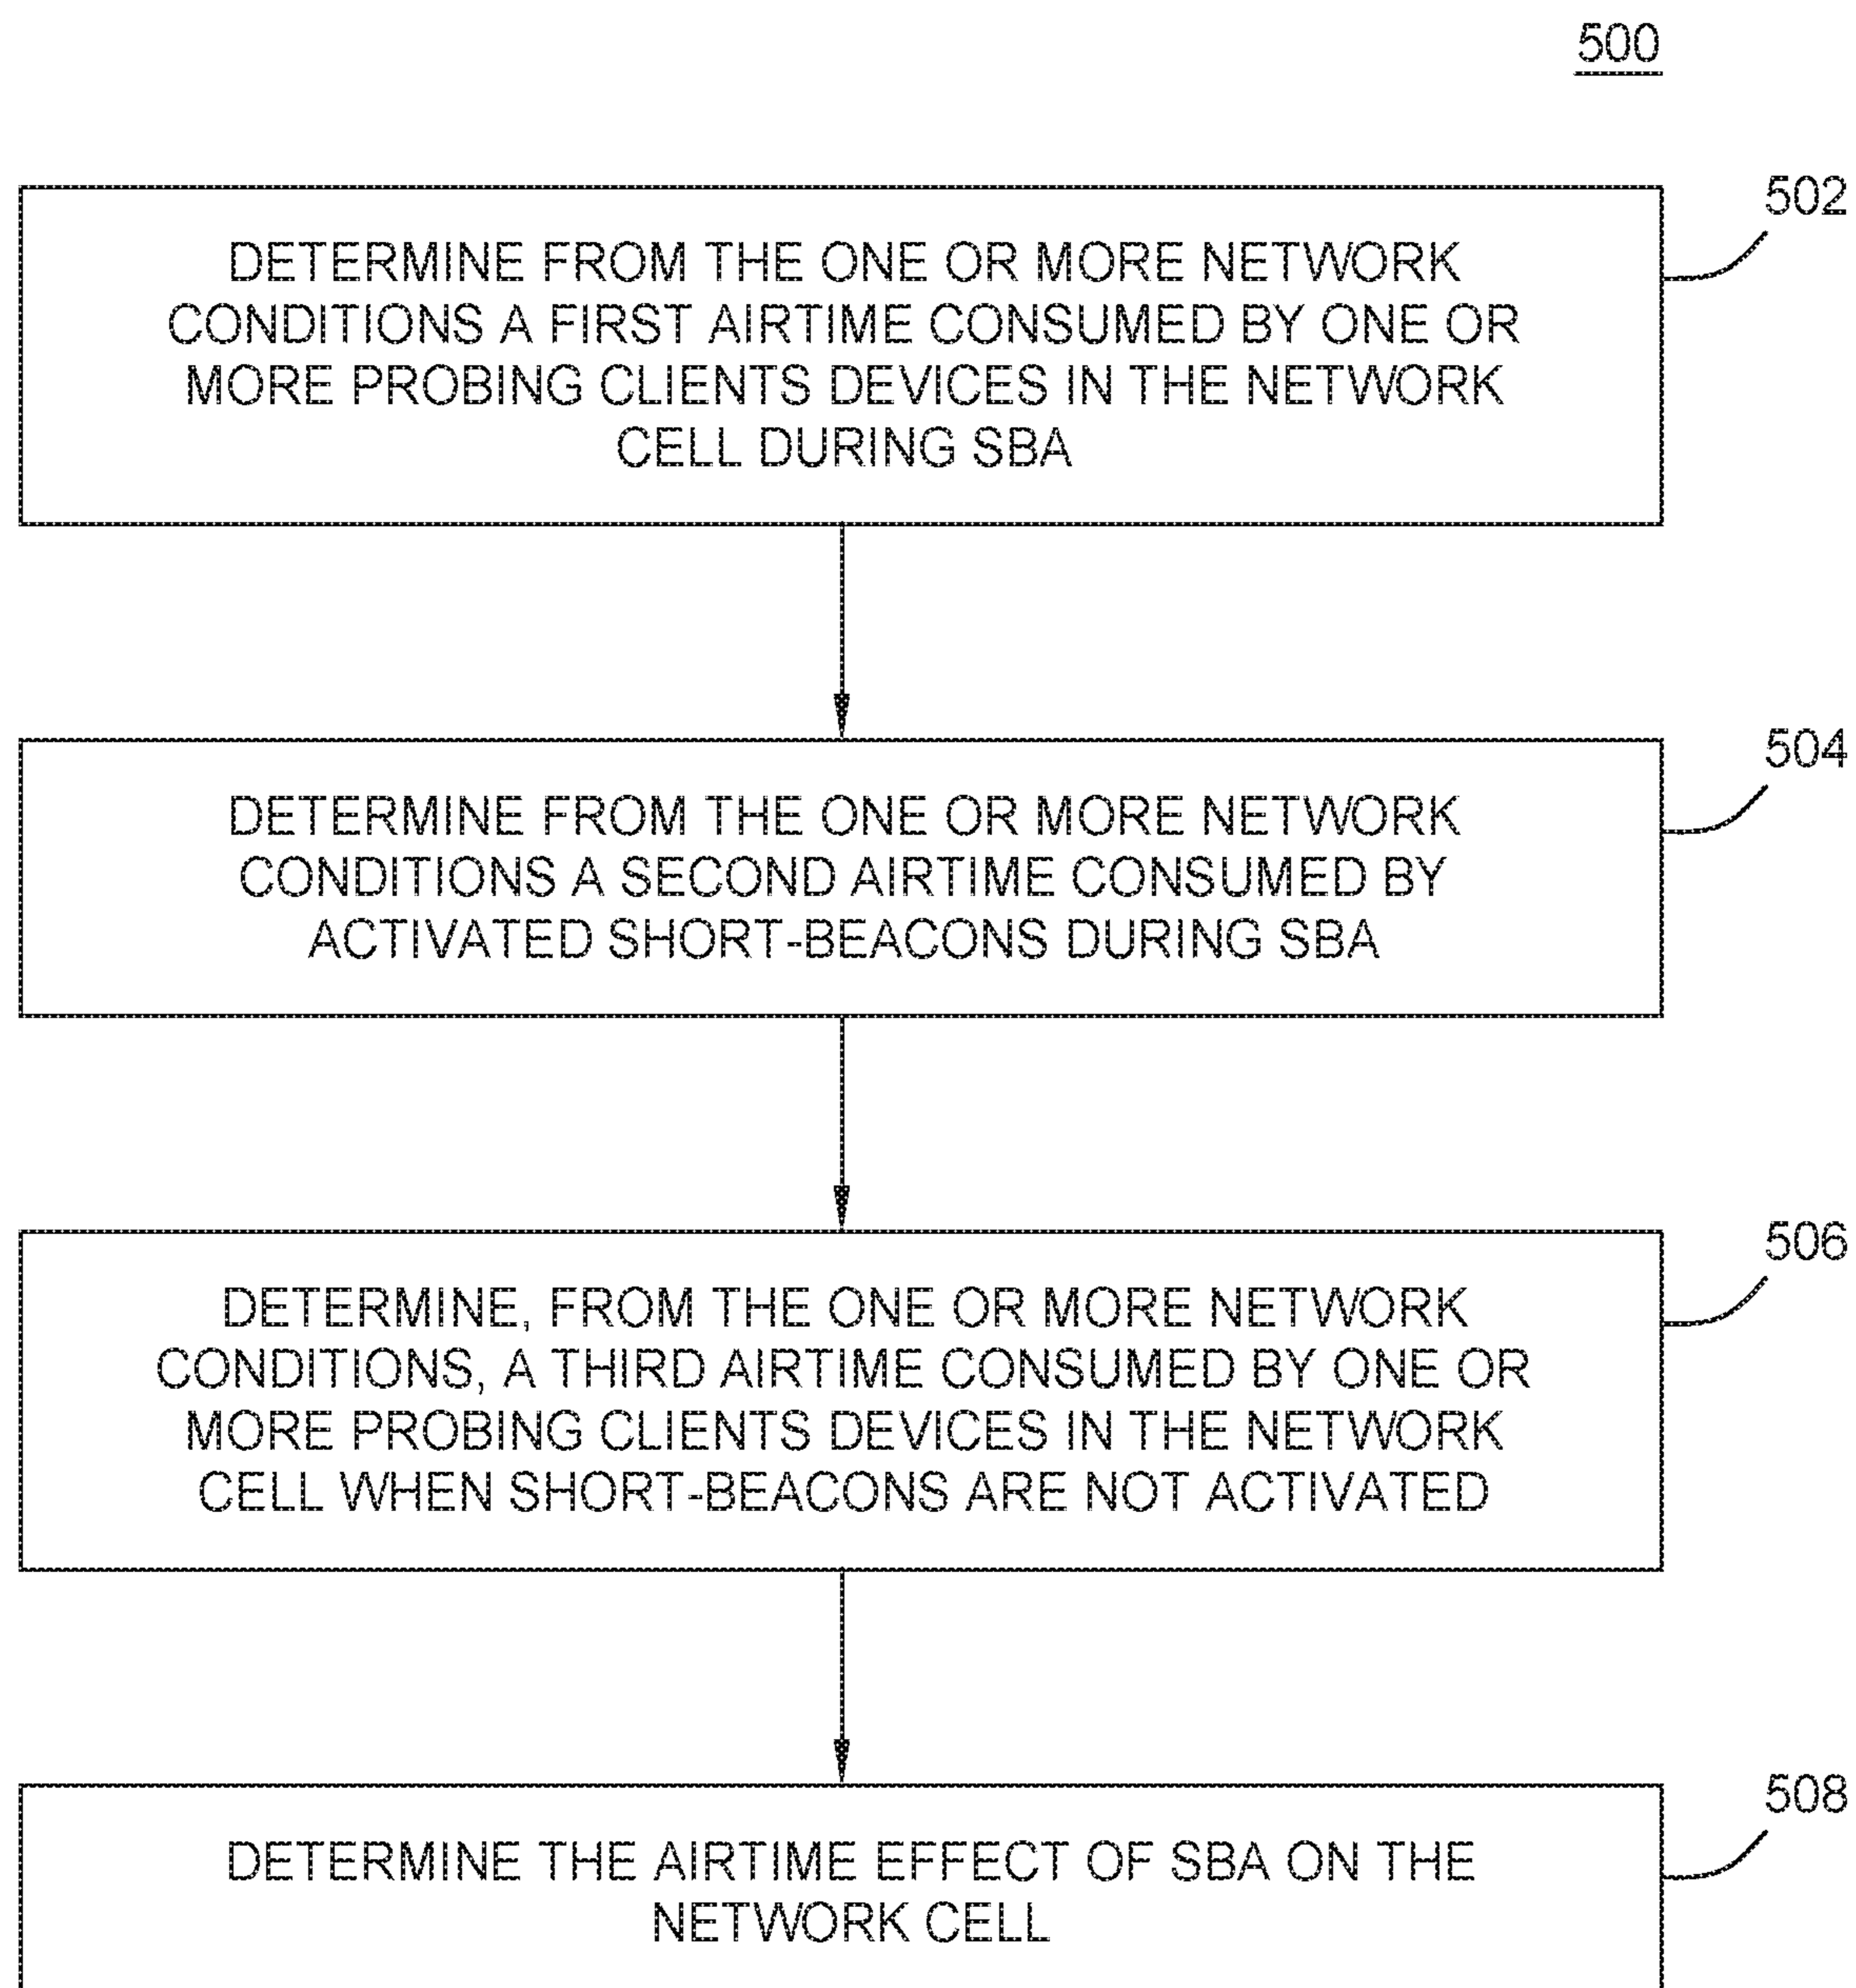 500
502
DETERMINE FROM THE ONE OR MORE NETWORK
CONDITIONS A FIRST AIRTIME CONSUMED BY ONE OR
MORE PROBING CLIENTS DEVICES IN THE NETWORK
CELL DURING SBA
504
DETERMINE FROM THE ONE OR MORE NETWORK
CONDITIONS A SECOND AIRTIME CONSUMED BY
ACTIVATED SHORT-BEACONS DURING SBA
506
DETERMINE, FROM THE ONE OR MORE NETWORK
CONDITIONS, A THIRD AIRTIME CONSUMED BY ONE OR
MORE PROBING CLIENTS DEVICES IN THE NETWORK
CELL WHEN SHORT-BEACONS ARE NOT ACTIVATED
508
DETERMINE THE AIRTIME EFFECT OF SBA ON THE
NETWORK CELL